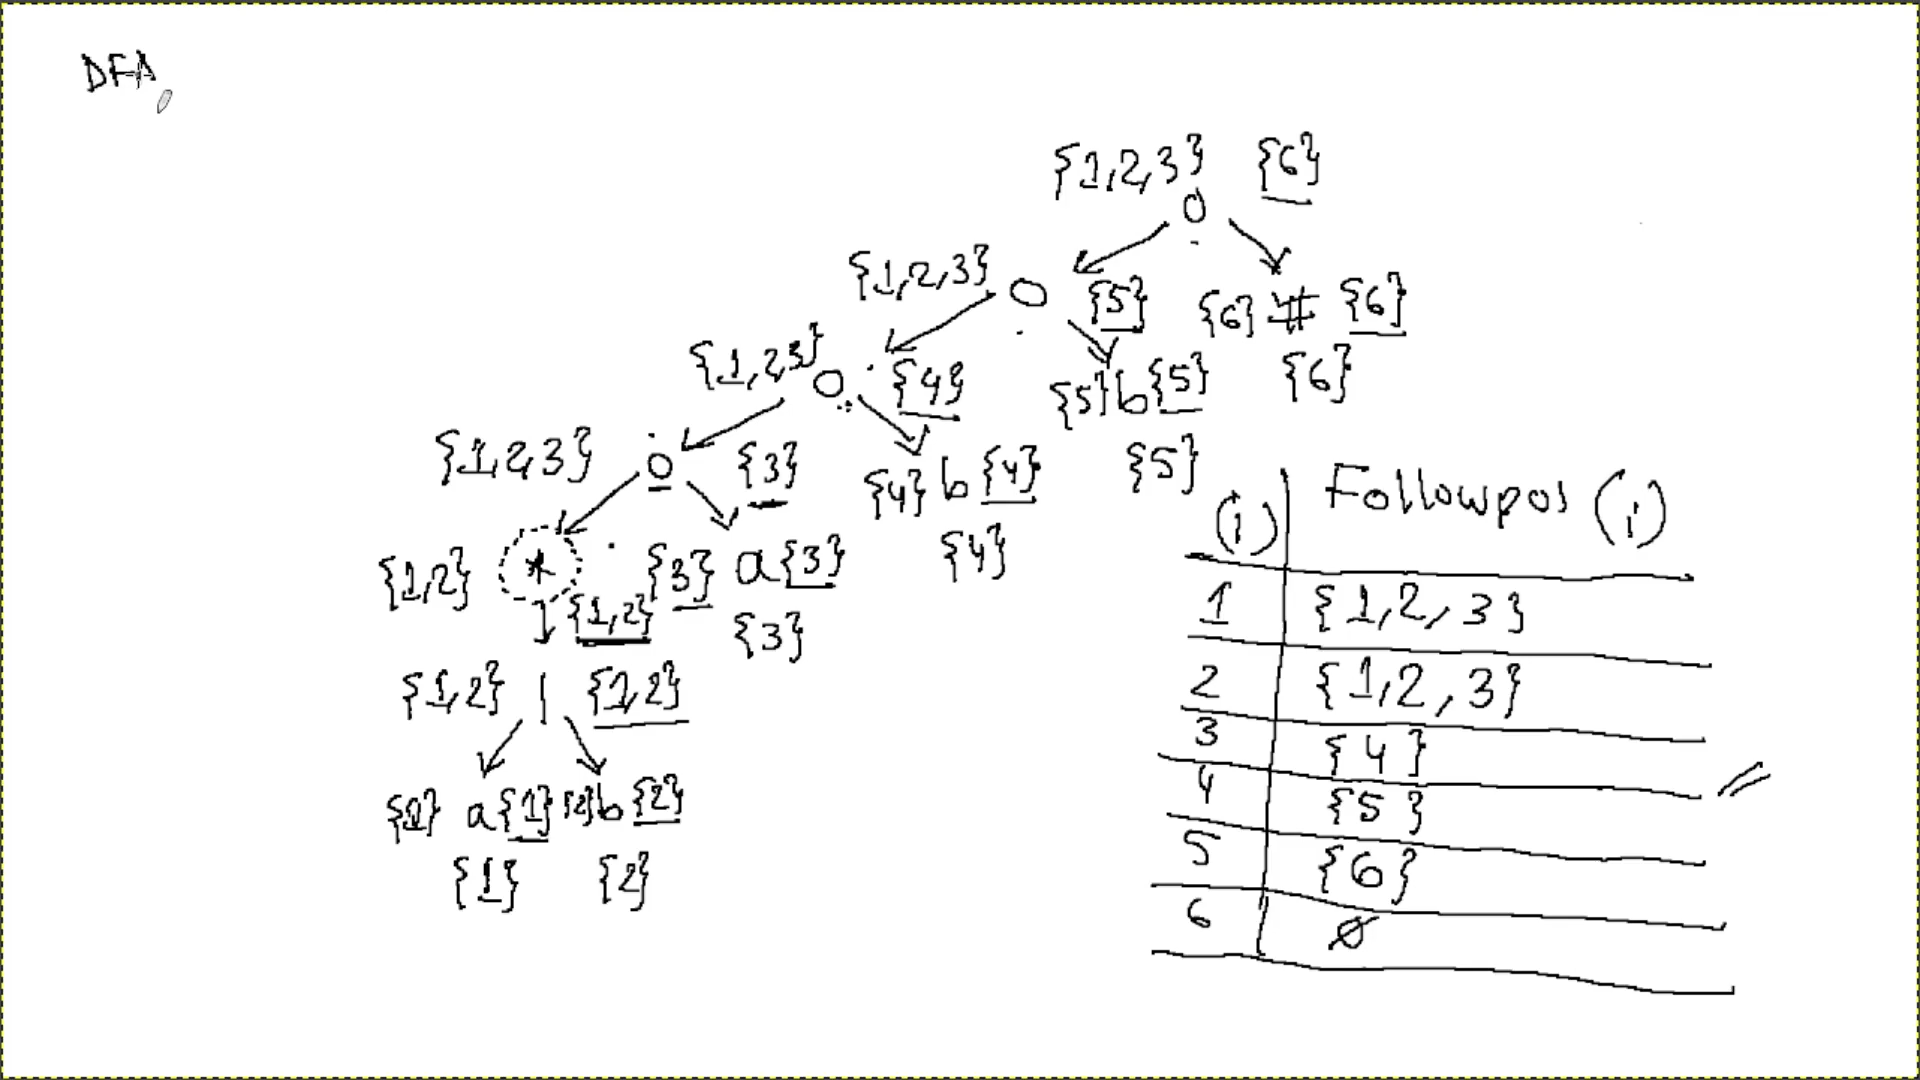 DFA
{1,2,3} {6}
O
{1,2,3} O {5} {6} # {6}
{1,2,3} O {4} {5} b {5} {6}
{1,2,3} O {3} {4} b {4} {5}
{1,2} * {1,2} {3} a {3} {4}
{3}
{1,2} | {1,2}
{1} a {1} {2} b {2}
{1} {2}
(i) Followpos (i)
1 {1,2,3}
2 {1,2,3}
3 {4}
4 {5}
5 {6}
6 ∅